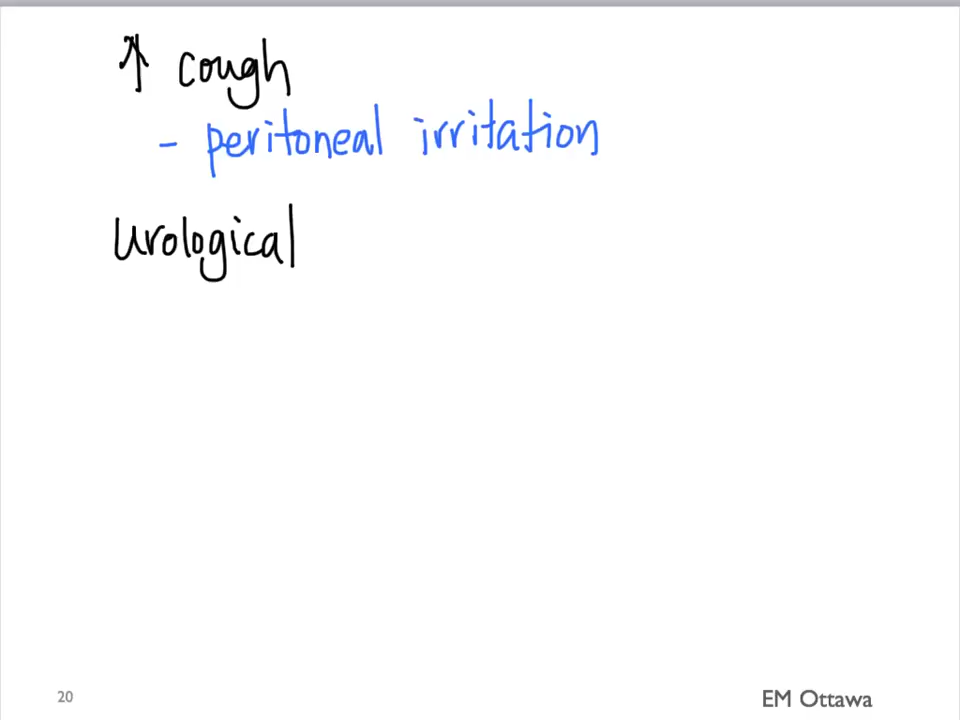 ↑ cough
- peritoneal irritation
Urological
20
EM Ottawa